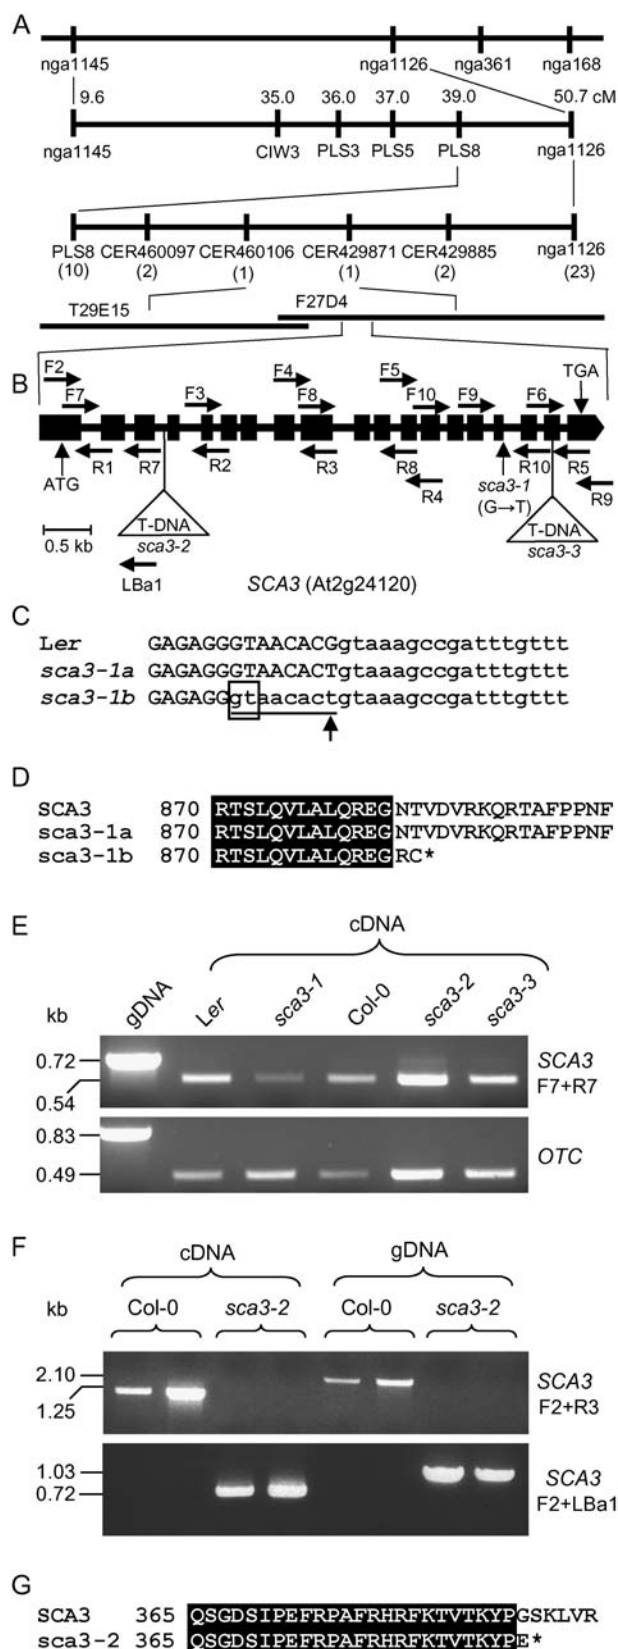 A
nga1145 nga1126 nga361 nga168
9.6 35.0 36.0 37.0 39.0 50.7 cM
nga1145 CIW3 PLS3 PLS5 PLS8 nga1126
PLS8 CER460097 CER460106 CER429871 CER429885 nga1126
(10) (2) (1) (1) (2) (23)
T29E15 F27D4
B
F2 F7 F3 F4 F8 F5 F10 F9 F6 TGA
ATG R1 R7 R2 R3 R8 R4 sca3-1 R10 R5 R9
(G→T)
T-DNA T-DNA
sca3-2 sca3-3
0.5 kb
LBa1
SCA3 (At2g24120)
C
Ler GAGAGGGTAACACGgtaaagccgatttgttt
sca3-1a GAGAGGGTAACACTgtaaagccgatttgttt
sca3-1b GAGAGGgtaacactgtaaagccgatttgttt
D
SCA3 870 RTSLQVLALQREGNTVDVRKQRTAFPPNF
sca3-1a 870 RTSLQVLALQREGNTVDVRKQRTAFPPNF
sca3-1b 870 RTSLQVLALQREGRC*
E
cDNA
kb gDNA Ler sca3-1 Col-0 sca3-2 sca3-3
0.72 SCA3
0.54 F7+R7
0.83
0.49 OTC
F
cDNA gDNA
kb Col-0 sca3-2 Col-0 sca3-2
2.10 SCA3
1.25 F2+R3
1.03 SCA3
0.72 F2+LBa1
G
SCA3 365 QSGDSIPEFRPAFRHRFKTVTKYPGSKLVR
sca3-2 365 QSGDSIPEFRPAFRHRFKTVTKYPE*